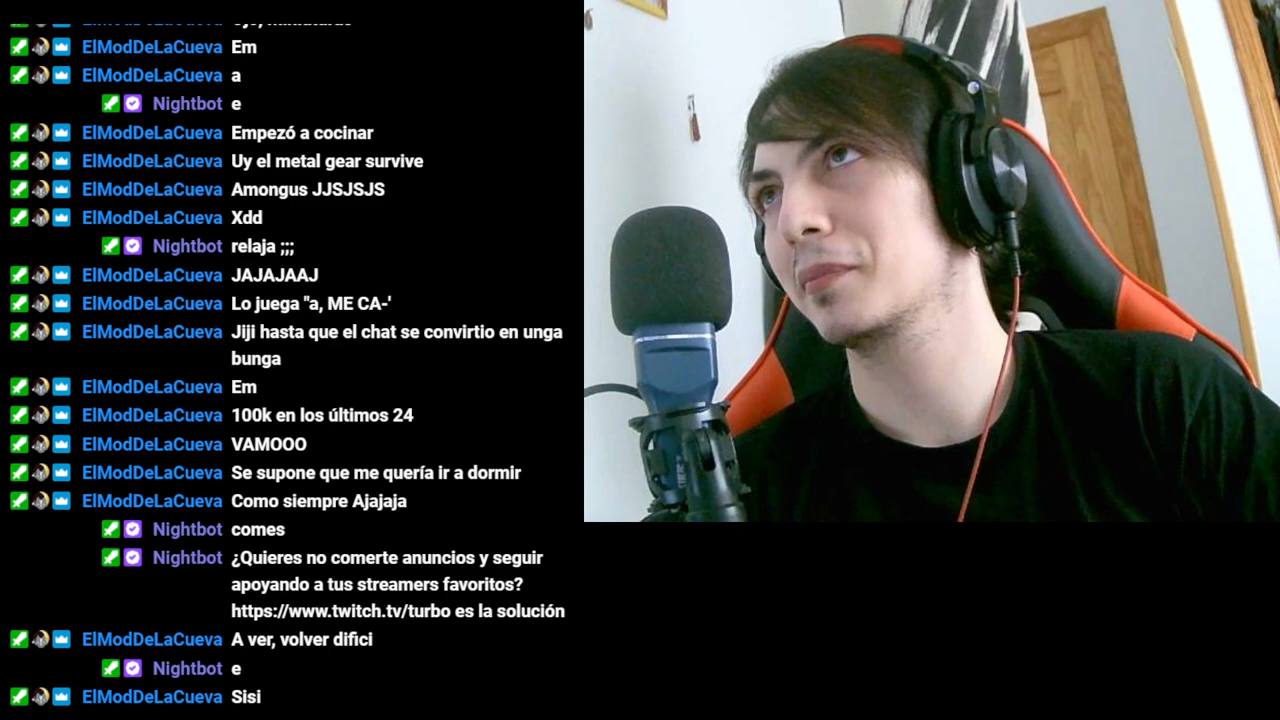 ElModDeLaCueva Em
ElModDeLaCueva a
Nightbot e
ElModDeLaCueva Empezó a cocinar
ElModDeLaCueva Uy el metal gear survive
ElModDeLaCueva Amongus JJSJSJS
ElModDeLaCueva Xdd
Nightbot relaja ;;;
ElModDeLaCueva JAJAJAAJ
ElModDeLaCueva Lo juega "a, ME CA-'
ElModDeLaCueva Jiji hasta que el chat se convirtio en unga
bunga
ElModDeLaCueva Em
ElModDeLaCueva 100k en los últimos 24
ElModDeLaCueva VAMOOO
ElModDeLaCueva Se supone que me quería ir a dormir
ElModDeLaCueva Como siempre Ajajaja
Nightbot comes
Nightbot ¿Quieres no comerte anuncios y seguir
apoyando a tus streamers favoritos?
https://www.twitch.tv/turbo es la solución
ElModDeLaCueva A ver, volver difici
Nightbot e
ElModDeLaCueva Sisi